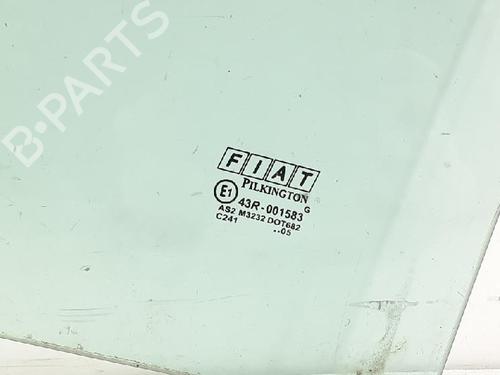 B-PARTS
FIAT
PILKINGTON
E1 43R-001583 G
AS2 M3232 DOT682
C241 ..05